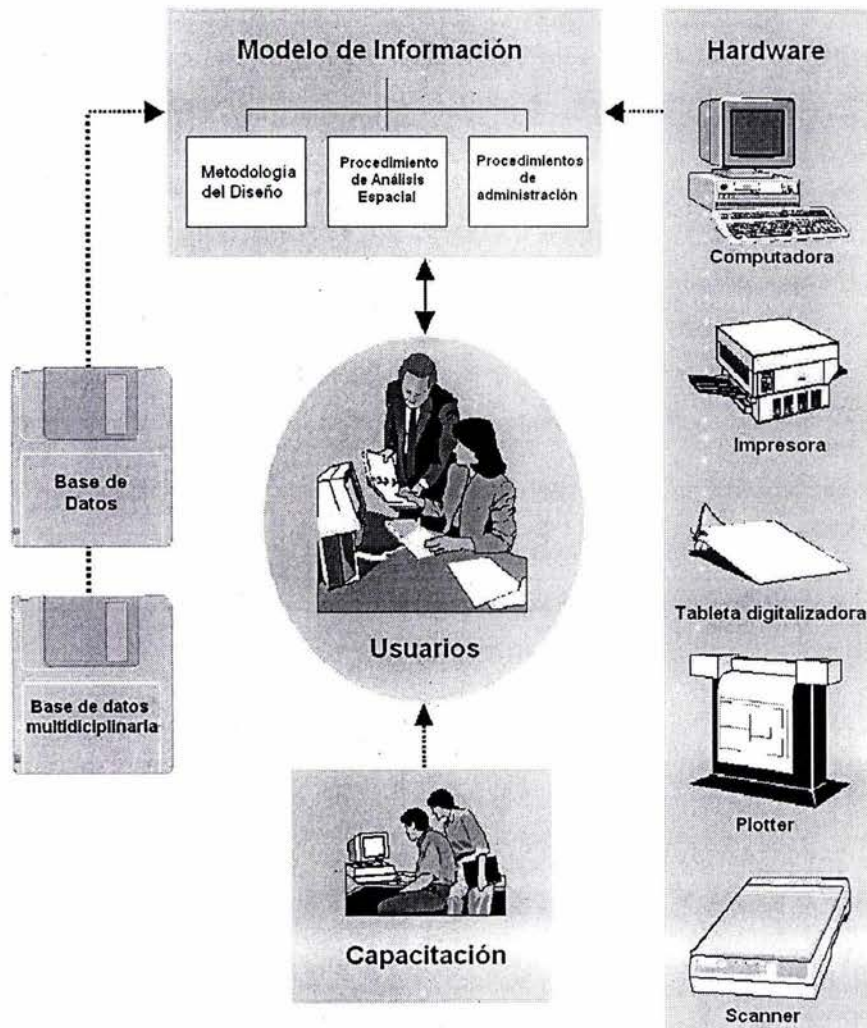 Modelo de Información
Metodología
del Diseño
Procedimiento
de Análisis
Espacial
Procedimientos
de
administración
Hardware
Computadora
Impresora
Tableta digitalizadora
Plotter
Scanner
Base de
Datos
Base de datos
multidiciplinaria
Usuarios
Capacitación